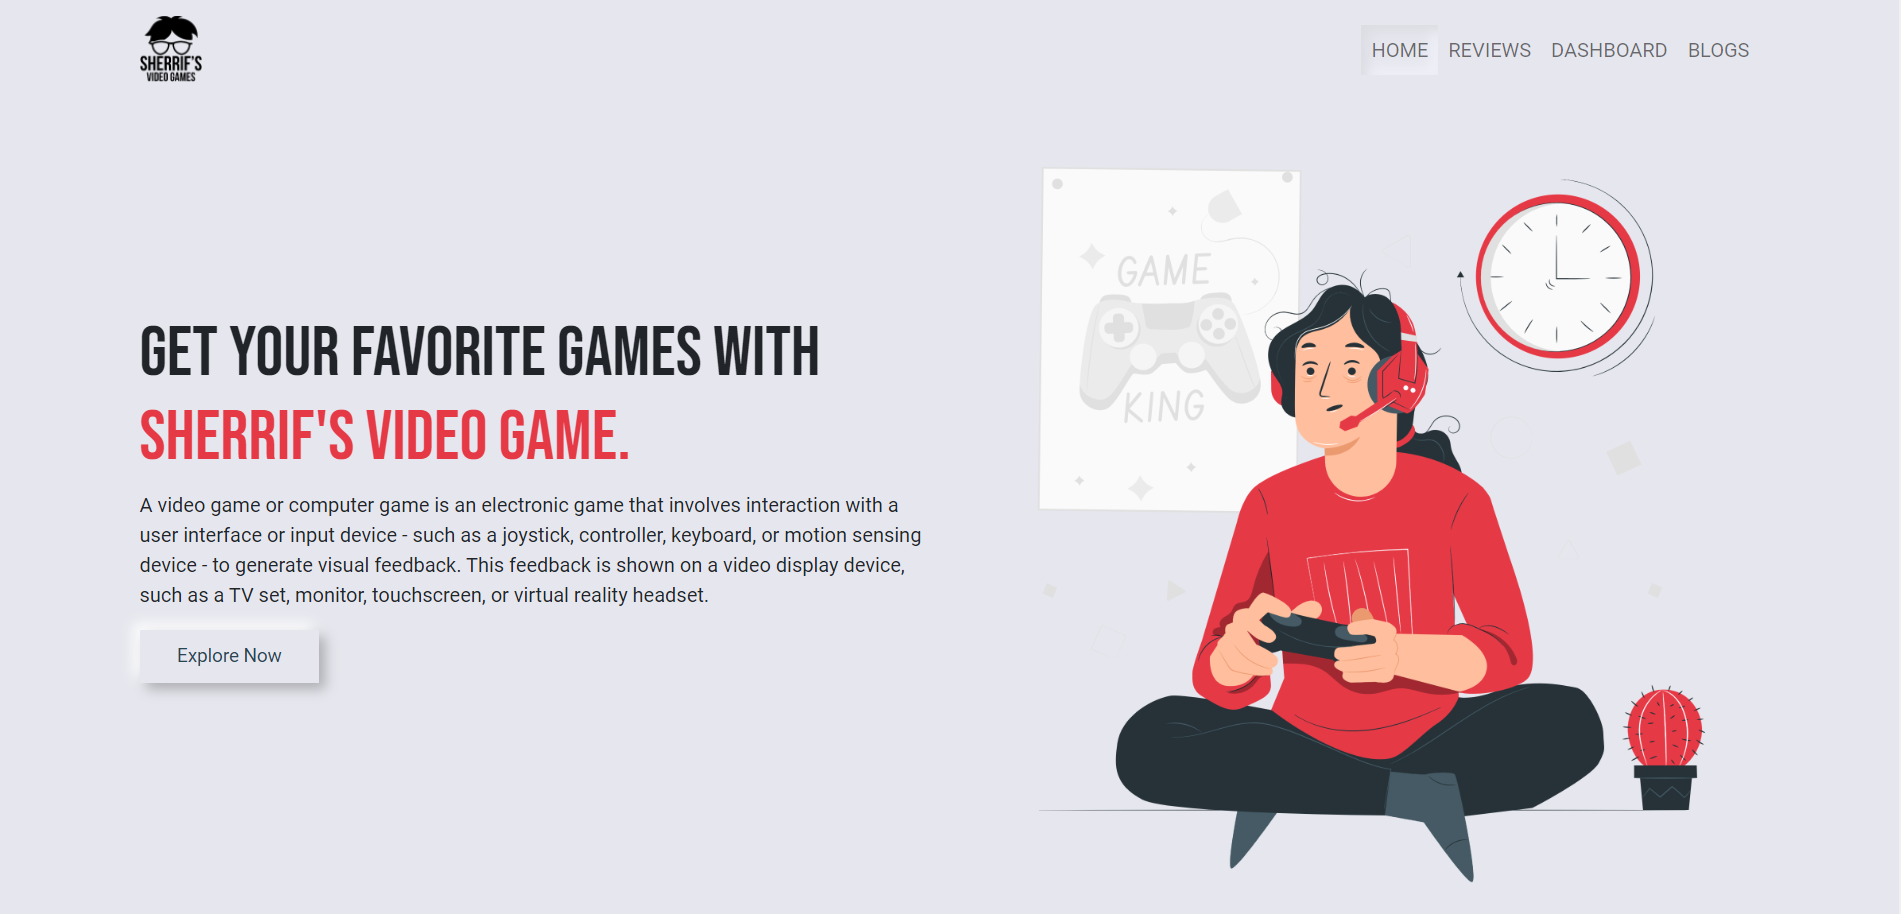 SHERRIF'S
VIDEO GAMES
HOME REVIEWS DASHBOARD BLOGS
GET YOUR FAVORITE GAMES WITH
SHERRIF'S VIDEO GAME.
A video game or computer game is an electronic game that involves interaction with a
user interface or input device - such as a joystick, controller, keyboard, or motion sensing
device - to generate visual feedback. This feedback is shown on a video display device,
such as a TV set, monitor, touchscreen, or virtual reality headset.
Explore Now
GAME
KING